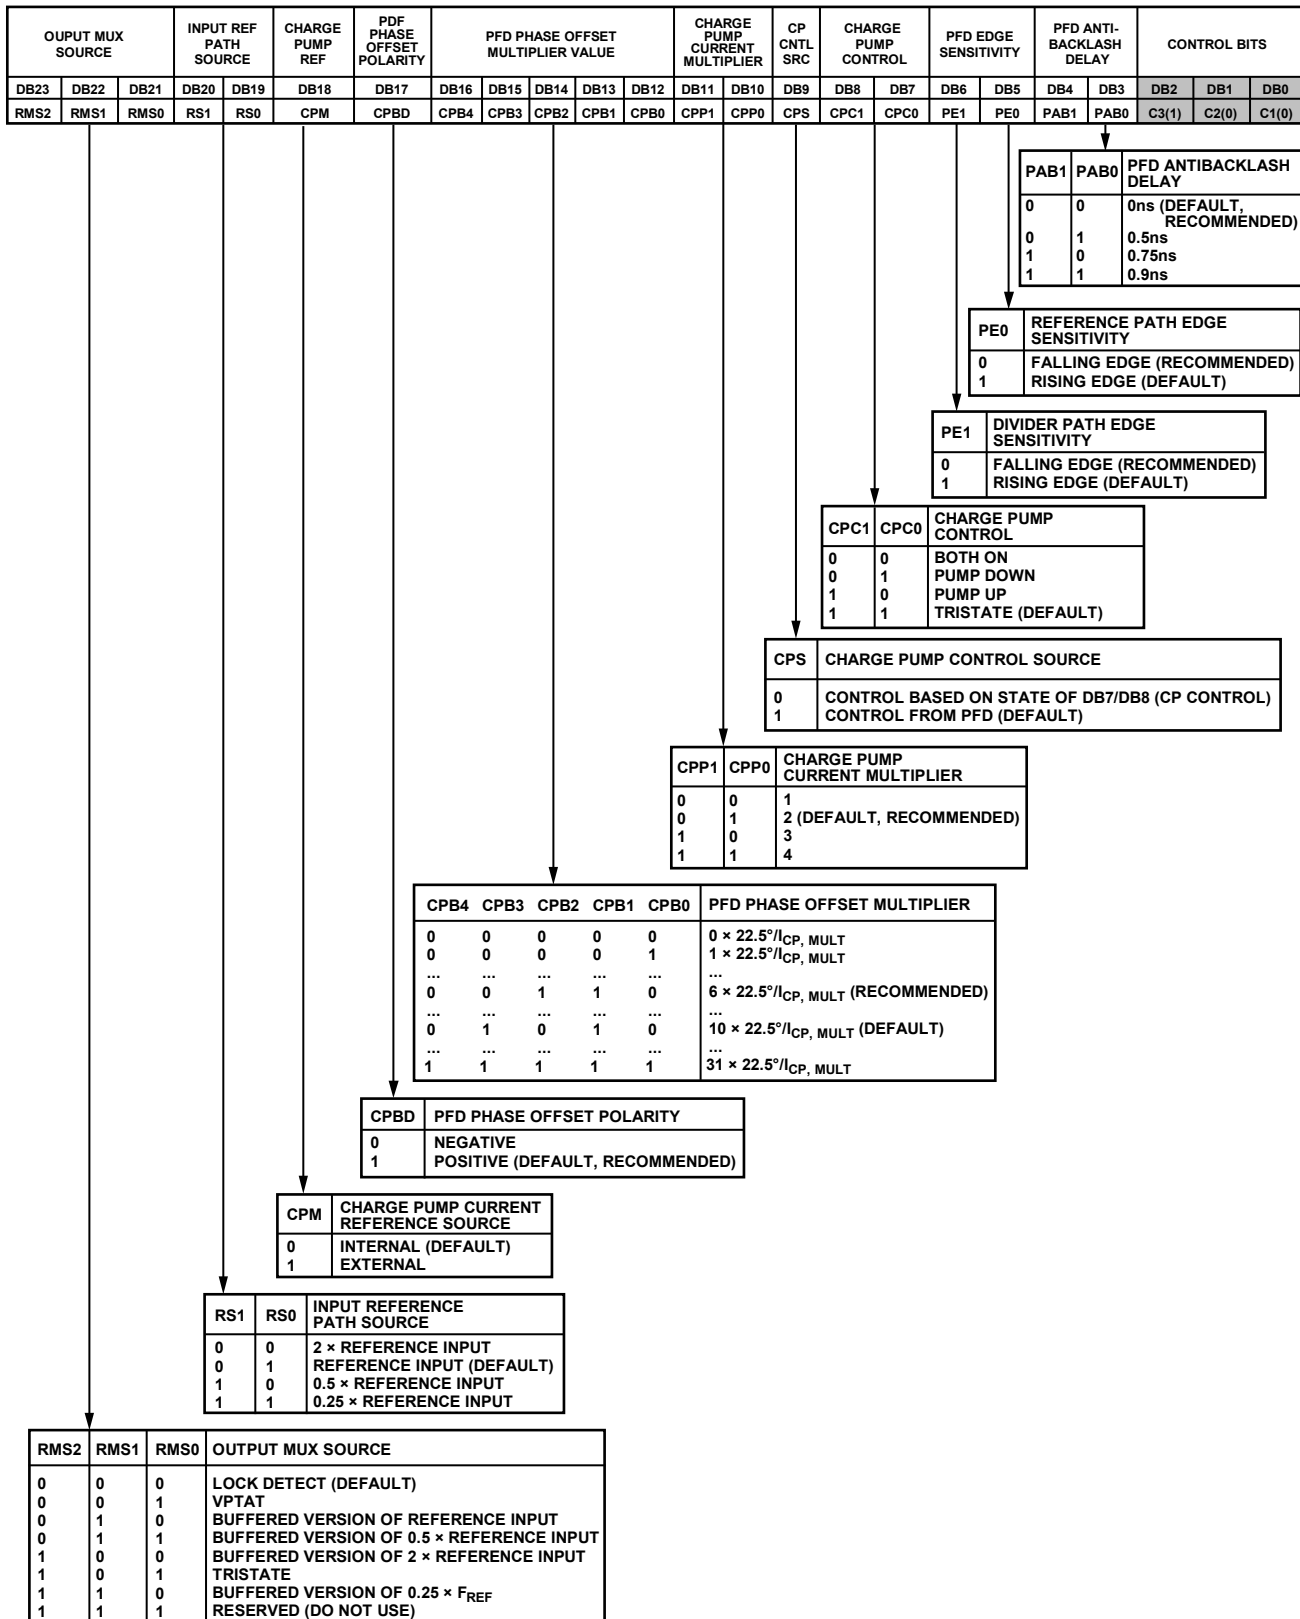 OUPUT MUX SOURCE | INPUT REF PATH SOURCE | CHARGE PUMP REF | PDF PHASE OFFSET POLARITY | PFD PHASE OFFSET MULTIPLIER VALUE | CHARGE PUMP CURRENT MULTIPLIER | CP CNTL SRC | CHARGE PUMP CONTROL | PFD EDGE SENSITIVITY | PFD ANTI-BACKLASH DELAY | CONTROL BITS
DB23 DB22 DB21 DB20 DB19 DB18 DB17 DB16 DB15 DB14 DB13 DB12 DB11 DB10 DB9 DB8 DB7 DB6 DB5 DB4 DB3 DB2 DB1 DB0
RMS2 RMS1 RMS0 RS1 RS0 CPM CPBD CPB4 CPB3 CPB2 CPB1 CPB0 CPP1 CPP0 CPS CPC1 CPC0 PE1 PE0 PAB1 PAB0 C3(1) C2(0) C1(0)
PAB1 PAB0 PFD ANTIBACKLASH
DELAY
0 0 0ns (DEFAULT,
RECOMMENDED)
0 1 0.5ns
1 0 0.75ns
1 1 0.9ns
PE0 REFERENCE PATH EDGE
SENSITIVITY
0 FALLING EDGE (RECOMMENDED)
1 RISING EDGE (DEFAULT)
PE1 DIVIDER PATH EDGE
SENSITIVITY
0 FALLING EDGE (RECOMMENDED)
1 RISING EDGE (DEFAULT)
CPC1 CPC0 CHARGE PUMP
CONTROL
0 0 BOTH ON
0 1 PUMP DOWN
1 0 PUMP UP
1 1 TRISTATE (DEFAULT)
CPS CHARGE PUMP CONTROL SOURCE
0 CONTROL BASED ON STATE OF DB7/DB8 (CP CONTROL)
1 CONTROL FROM PFD (DEFAULT)
CPP1 CPP0 CHARGE PUMP
CURRENT MULTIPLIER
0 0 1
0 1 2 (DEFAULT, RECOMMENDED)
1 0 3
1 1 4
CPB4 CPB3 CPB2 CPB1 CPB0 PFD PHASE OFFSET MULTIPLIER
0 0 0 0 0 0 × 22.5°/ICP, MULT
0 0 0 0 1 1 × 22.5°/ICP, MULT
... ... ... ... ... ...
0 0 1 1 0 6 × 22.5°/ICP, MULT (RECOMMENDED)
... ... ... ... ... ...
0 1 0 1 0 10 × 22.5°/ICP, MULT (DEFAULT)
... ... ... ... ... ...
1 1 1 1 1 31 × 22.5°/ICP, MULT
CPBD PFD PHASE OFFSET POLARITY
0 NEGATIVE
1 POSITIVE (DEFAULT, RECOMMENDED)
CPM CHARGE PUMP CURRENT
REFERENCE SOURCE
0 INTERNAL (DEFAULT)
1 EXTERNAL
RS1 RS0 INPUT REFERENCE
PATH SOURCE
0 0 2 × REFERENCE INPUT
0 1 REFERENCE INPUT (DEFAULT)
1 0 0.5 × REFERENCE INPUT
1 1 0.25 × REFERENCE INPUT
RMS2 RMS1 RMS0 OUTPUT MUX SOURCE
0 0 0 LOCK DETECT (DEFAULT)
0 0 1 VPTAT
0 1 0 BUFFERED VERSION OF REFERENCE INPUT
0 1 1 BUFFERED VERSION OF 0.5 × REFERENCE INPUT
1 0 0 BUFFERED VERSION OF 2 × REFERENCE INPUT
1 0 1 TRISTATE
1 1 0 BUFFERED VERSION OF 0.25 × FREF
1 1 1 RESERVED (DO NOT USE)